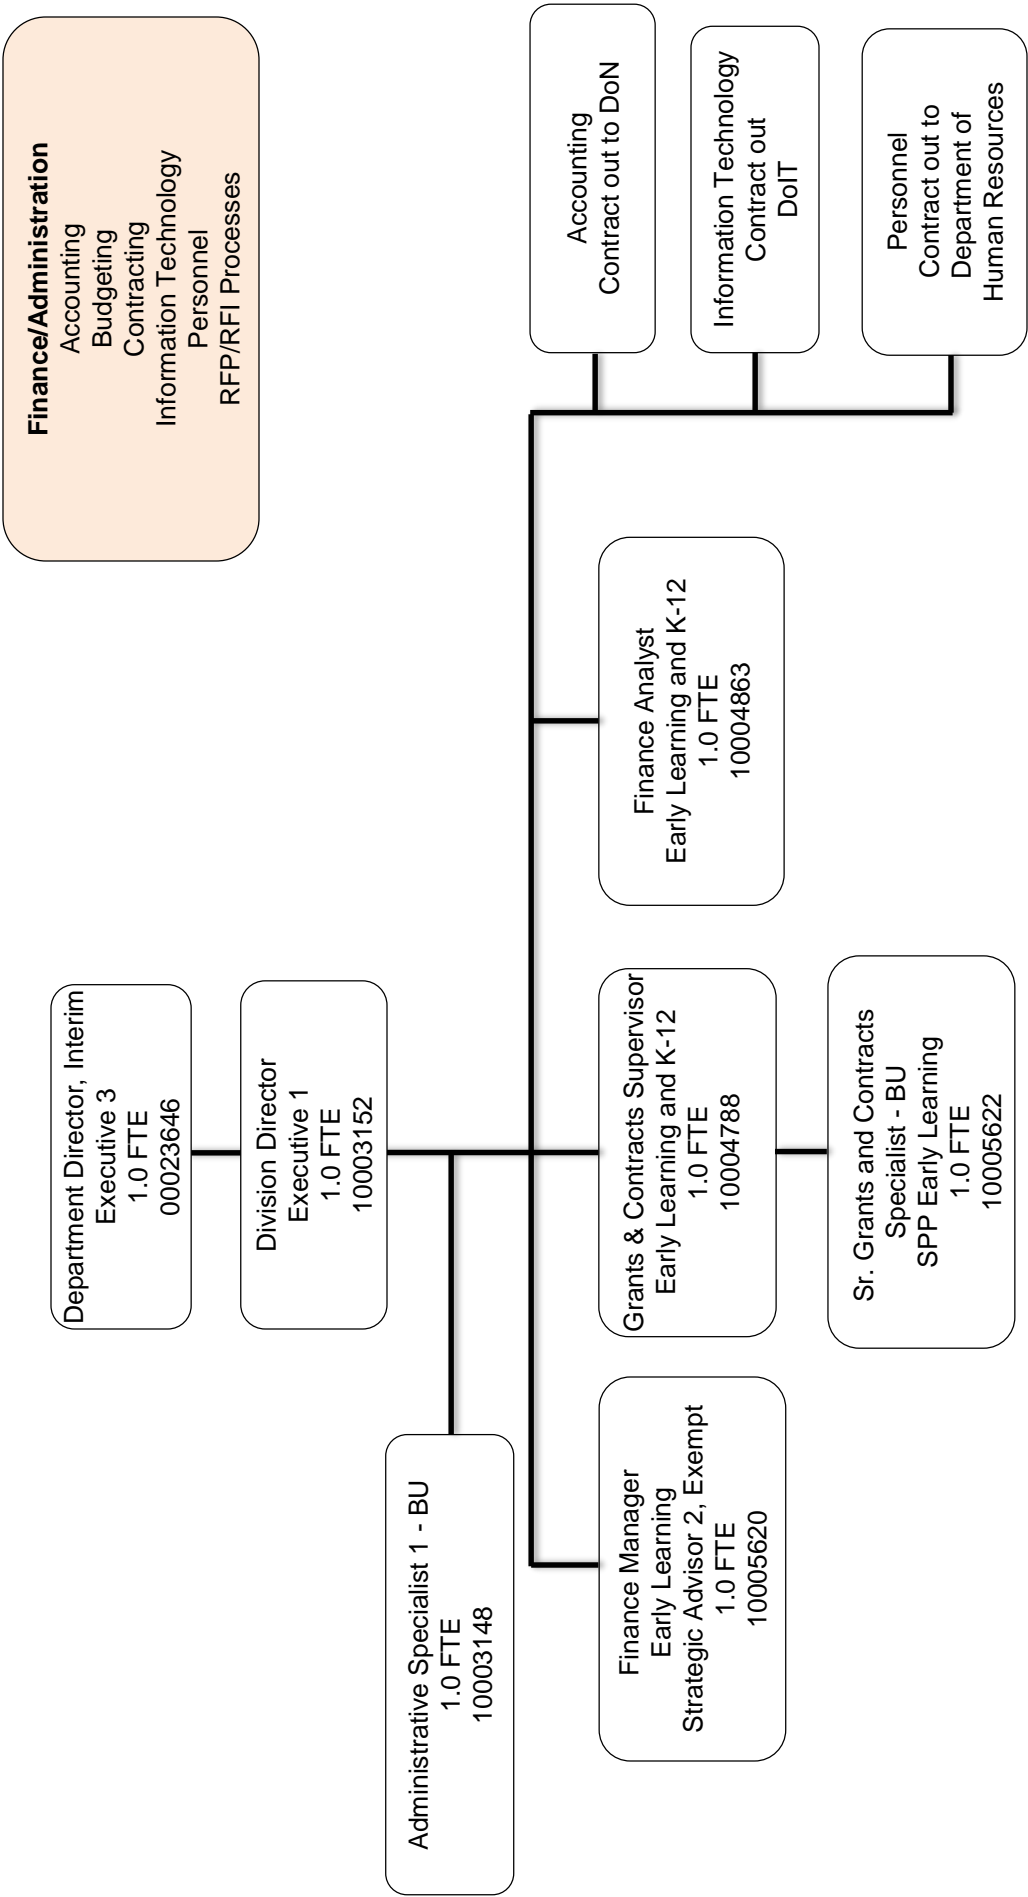 Finance/Administration
Accounting
Budgeting
Contracting
Information Technology
Personnel
RFP/RFI Processes
Department Director, Interim
Executive 3
1.0 FTE
00023646
Division Director
Executive 1
1.0 FTE
10003152
Administrative Specialist 1 - BU
1.0 FTE
10003148
Finance Manager
Early Learning
Strategic Advisor 2, Exempt
1.0 FTE
10005620
Grants & Contracts Supervisor
Early Learning and K-12
1.0 FTE
10004788
Sr. Grants and Contracts
Specialist - BU
SPP Early Learning
1.0 FTE
10005622
Finance Analyst
Early Learning and K-12
1.0 FTE
10004863
Accounting
Contract out to DoN
Information Technology
Contract out
DoIT
Personnel
Contract out to
Department of
Human Resources